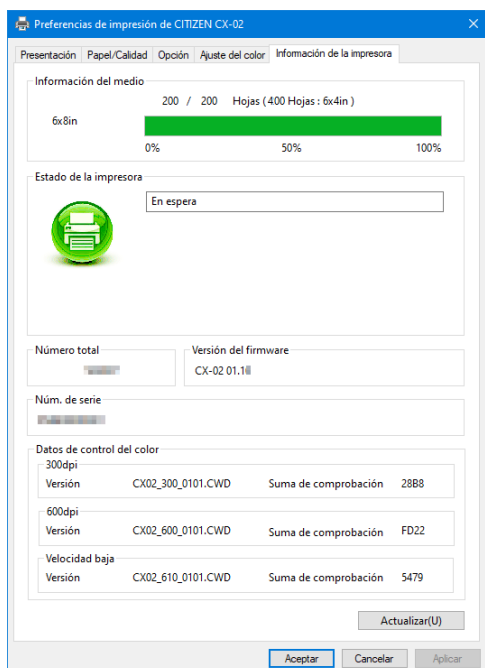 Preferencias de impresión de CITIZEN CX-02
Presentación Papel/Calidad Opción Ajuste del color Información de la impresora
Información del medio
200 / 200 Hojas ( 400 Hojas : 6x4in )
6x8in
0% 50% 100%
Estado de la impresora
En espera
Número total Versión del firmware
CX-02
Núm. de serie
Datos de control del color
300dpi
Versión CX02_300_0101.CWD Suma de comprobación 28B8
600dpi
Versión CX02_600_0101.CWD Suma de comprobación FD22
Velocidad baja
Versión CX02_610_0101.CWD Suma de comprobación 5479
Actualizar(U)
Aceptar Cancelar Aplicar